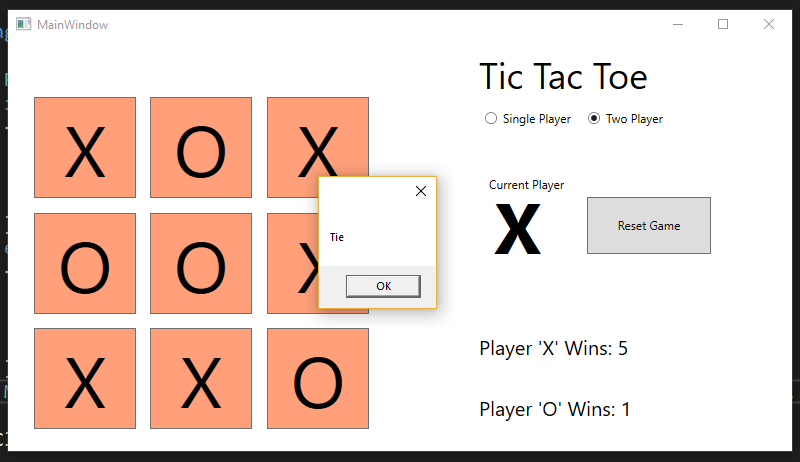 MainWindow
Tic Tac Toe
Single Player Two Player
X O X
Current Player
X
Reset Game
Tie
OK
O O X
X X O
Player 'X' Wins: 5
Player 'O' Wins: 1